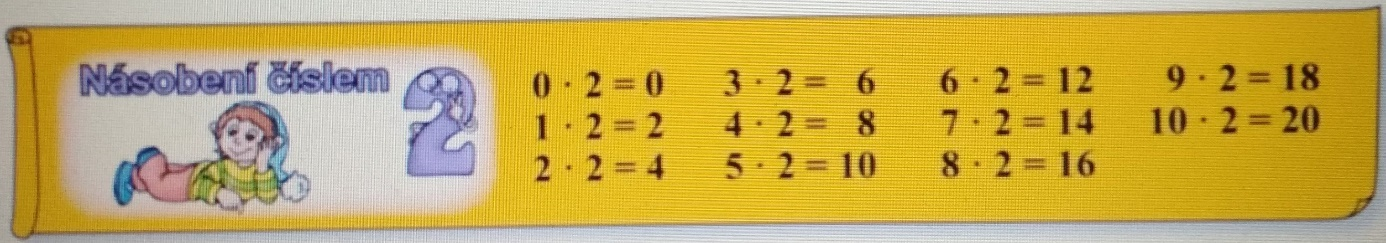 Násobení číslem 2
0 · 2 = 0
1 · 2 = 2
2 · 2 = 4
3 · 2 = 6
4 · 2 = 8
5 · 2 = 10
6 · 2 = 12
7 · 2 = 14
8 · 2 = 16
9 · 2 = 18
10 · 2 = 20